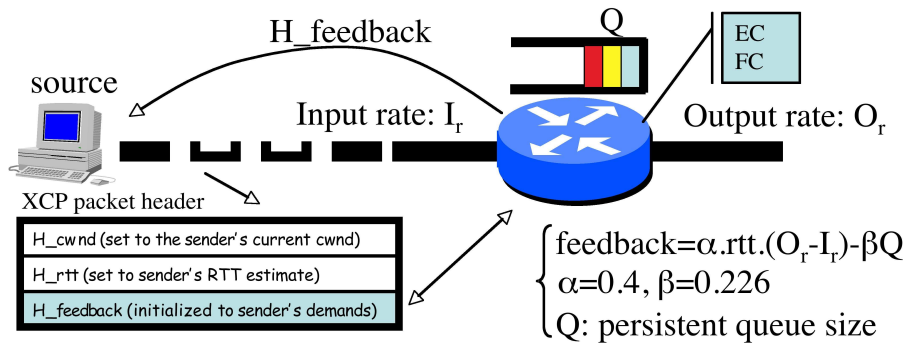 H_feedback
Q
EC
FC
source
Input rate: Iᵣ
Output rate: Oᵣ
XCP packet header
H_cwnd (set to the sender's current cwnd)
H_rtt (set to sender's RTT estimate)
H_feedback (initialized to sender's demands)
feedback=α.rtt.(Oᵣ-Iᵣ)-βQ
α=0.4, β=0.226
Q: persistent queue size